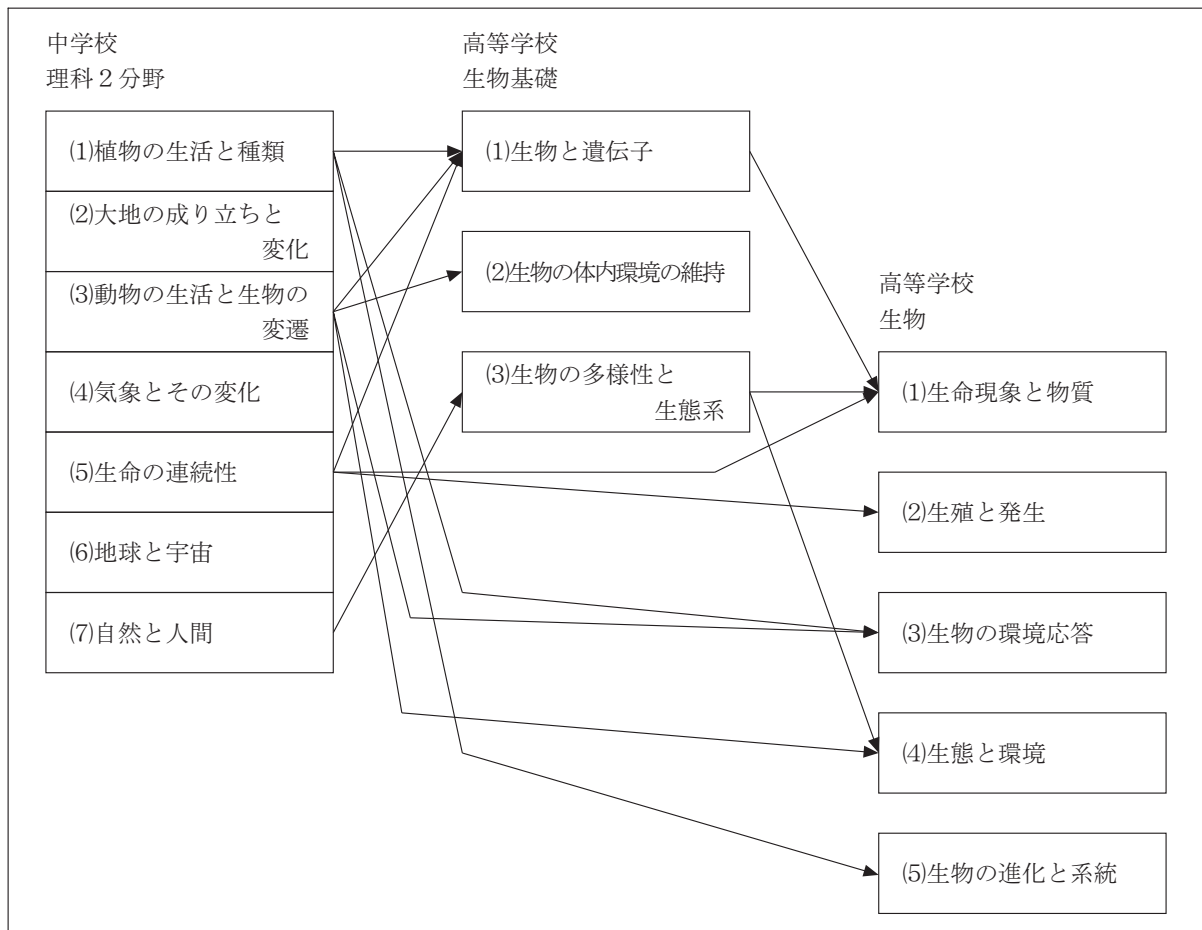 中学校
理科２分野
⑴植物の生活と種類
⑵大地の成り立ちと
変化
⑶動物の生活と生物の
変遷
⑷気象とその変化
⑸生命の連続性
⑹地球と宇宙
⑺自然と人間
高等学校
生物基礎
⑴生物と遺伝子
⑵生物の体内環境の維持
⑶生物の多様性と
生態系
高等学校
生物
⑴生命現象と物質
⑵生殖と発生
⑶生物の環境応答
⑷生態と環境
⑸生物の進化と系統